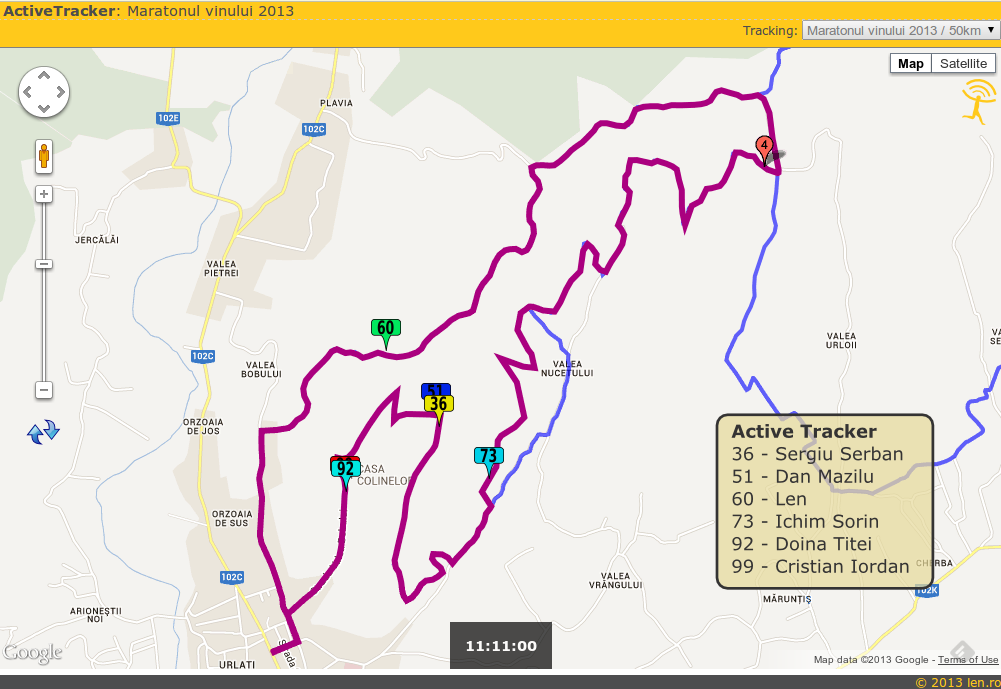 ActiveTracker: Maratonul vinului 2013
Tracking: Maratonul vinului 2013 / 50km
Map Satellite
PLAVIA
102E
102C
4
JERCĂLĂI
VALEA
PIETREI
60
VALEA
URLOII
102C
VALEA
BOBULUI
VALEA
NUCETULUI
51
36
ORZOAIA
DE JOS
Active Tracker
36 - Sergiu Serban
51 - Dan Mazilu
60 - Len
73 - Ichim Sorin
92 - Doina Titei
99 - Cristian Iordan
73
92
CASA
COLINELOR
ORZOAIA
DE SUS
102C
VALEA
VRÂNGULUI
CHERBA
102K
MĂRUNȚIȘ
ARIONEȘTII
NOI
11:11:00
Strada
Google
URLATI
Map data ©2013 Google - Terms of Use
© 2013 len.ro